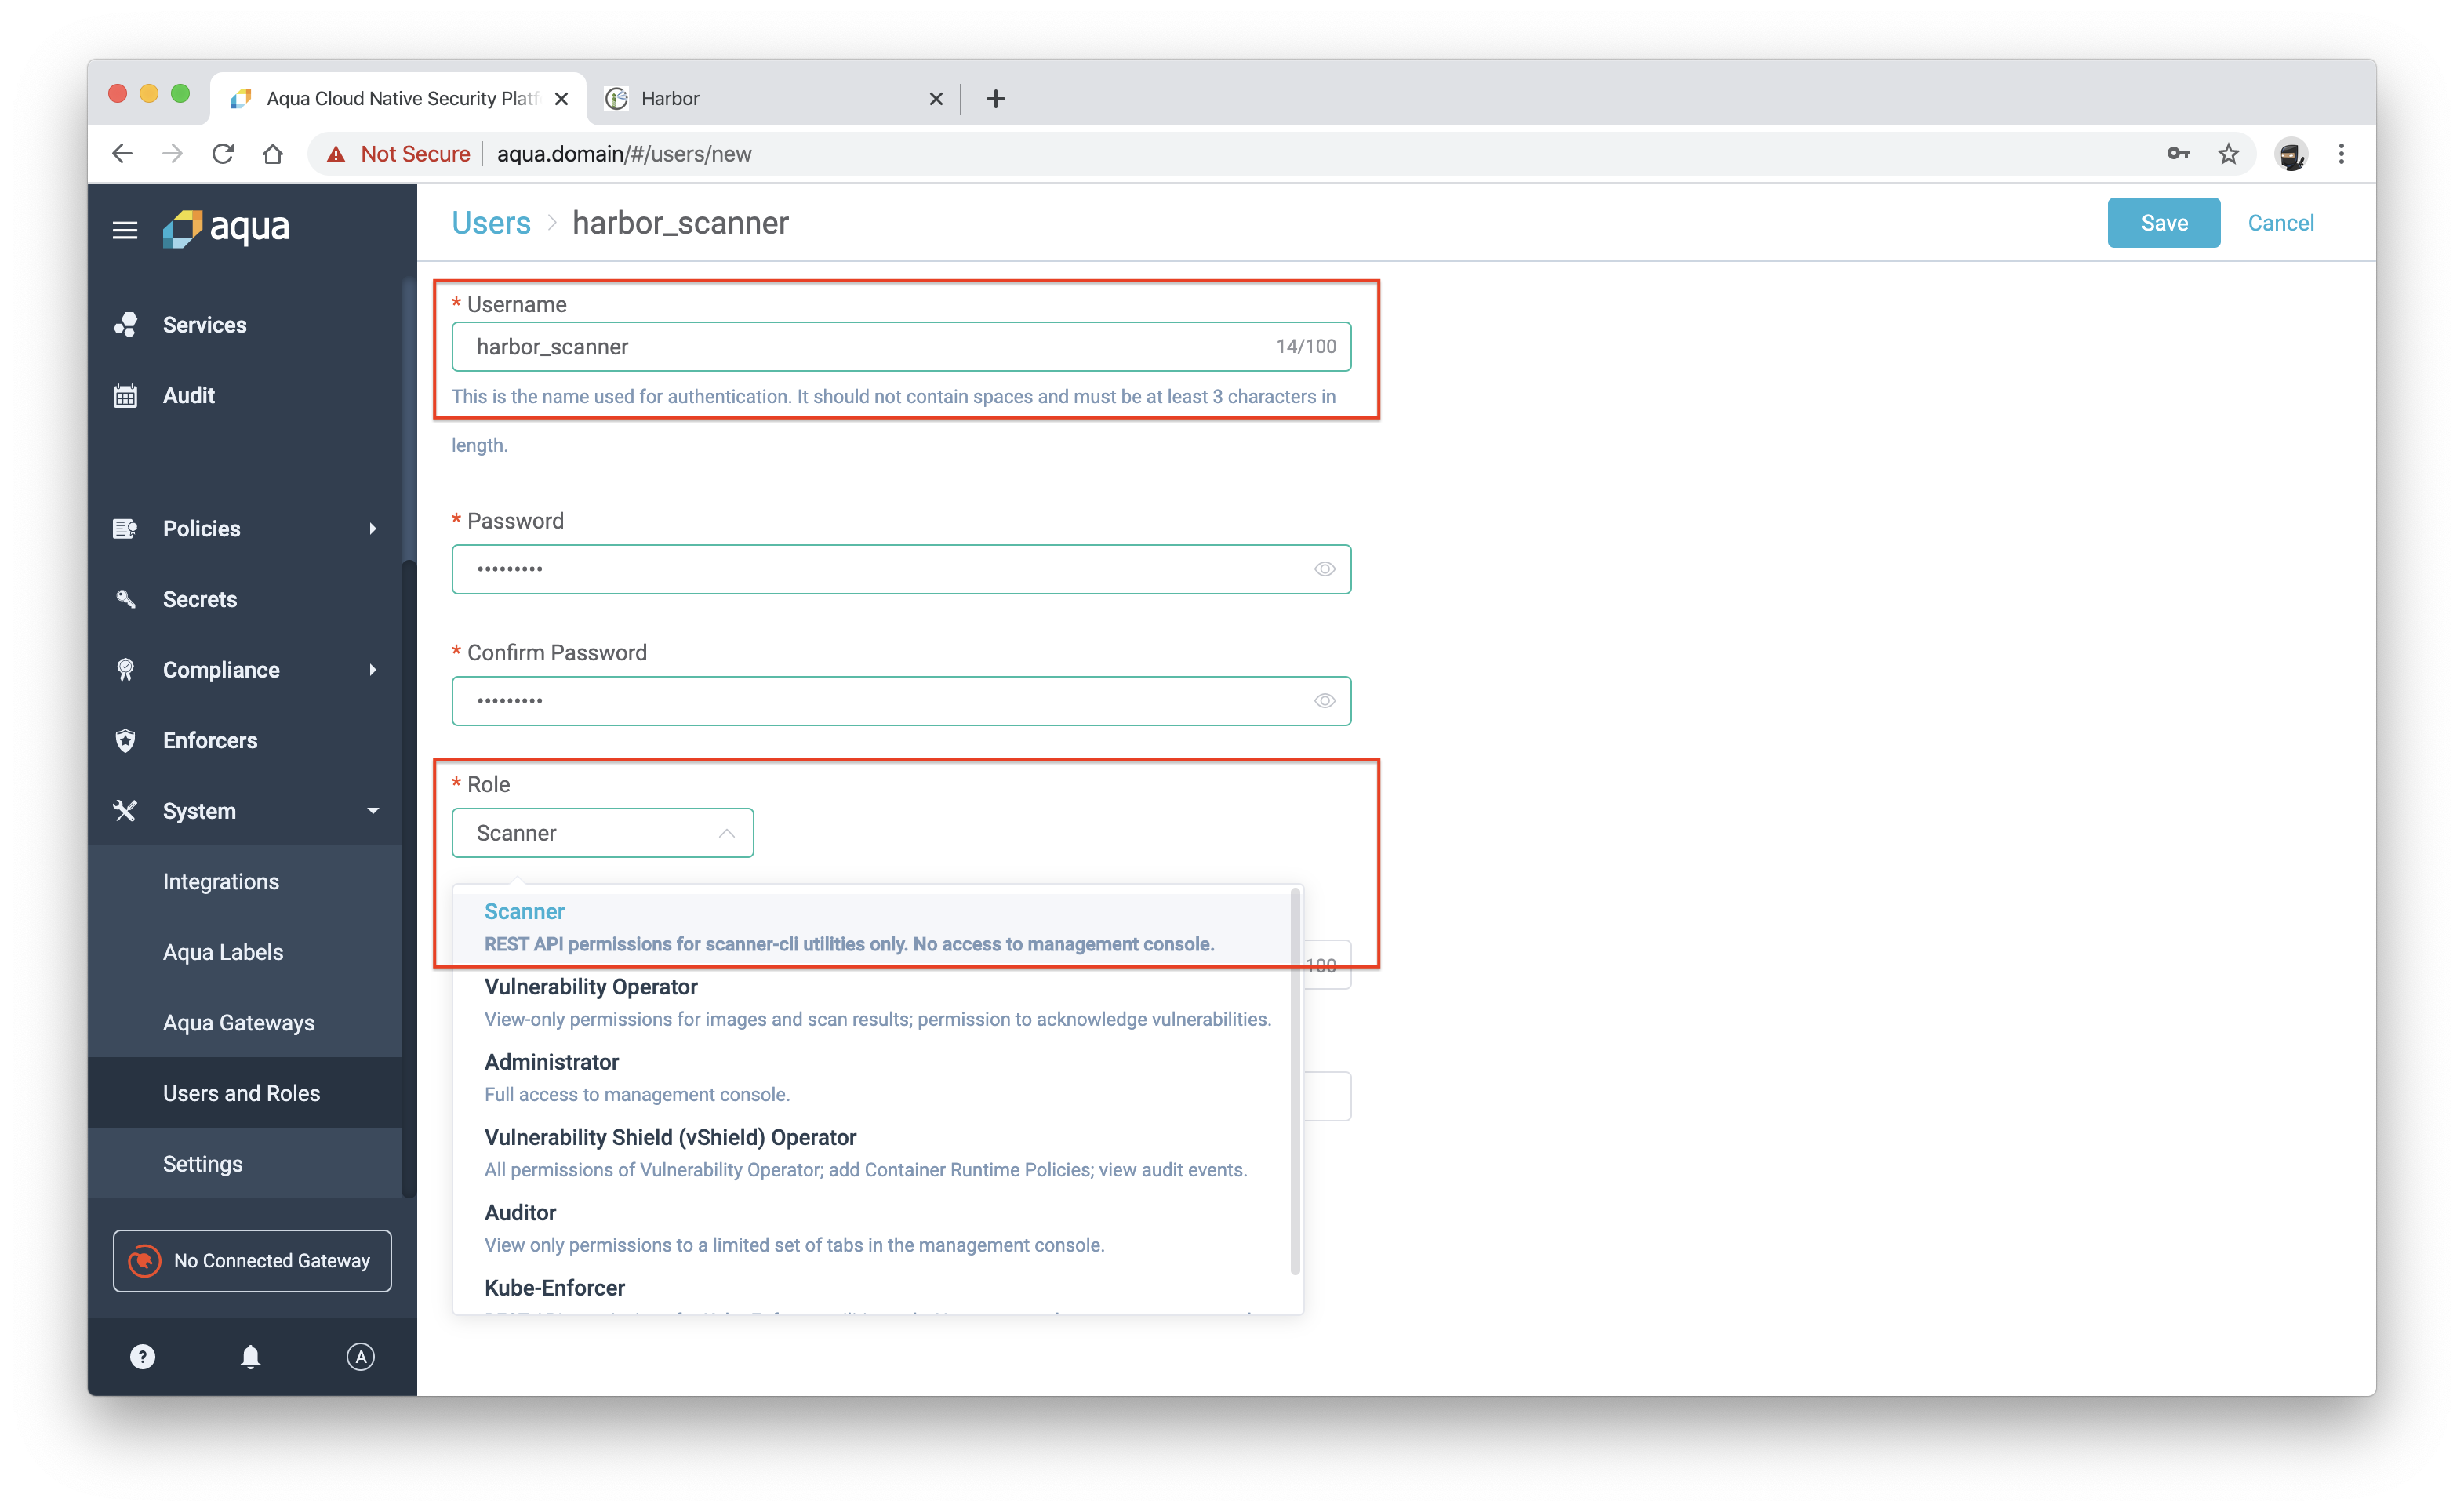 Aqua Cloud Native Security Platf
Harbor
Not Secure
aqua.domain/#/users/new
aqua
Services
Audit
Policies
Secrets
Compliance
Enforcers
System
Integrations
Aqua Labels
Aqua Gateways
Users and Roles
Settings
No Connected Gateway
?
A
Users > harbor_scanner
Save
Cancel
* Username
harbor_scanner
14/100
This is the name used for authentication. It should not contain spaces and must be at least 3 characters in
length.
* Password
•••••••••
* Confirm Password
•••••••••
* Role
Scanner
Scanner
REST API permissions for scanner-cli utilities only. No access to management console.
100
Vulnerability Operator
View-only permissions for images and scan results; permission to acknowledge vulnerabilities.
Administrator
Full access to management console.
Vulnerability Shield (vShield) Operator
All permissions of Vulnerability Operator; add Container Runtime Policies; view audit events.
Auditor
View only permissions to a limited set of tabs in the management console.
Kube-Enforcer